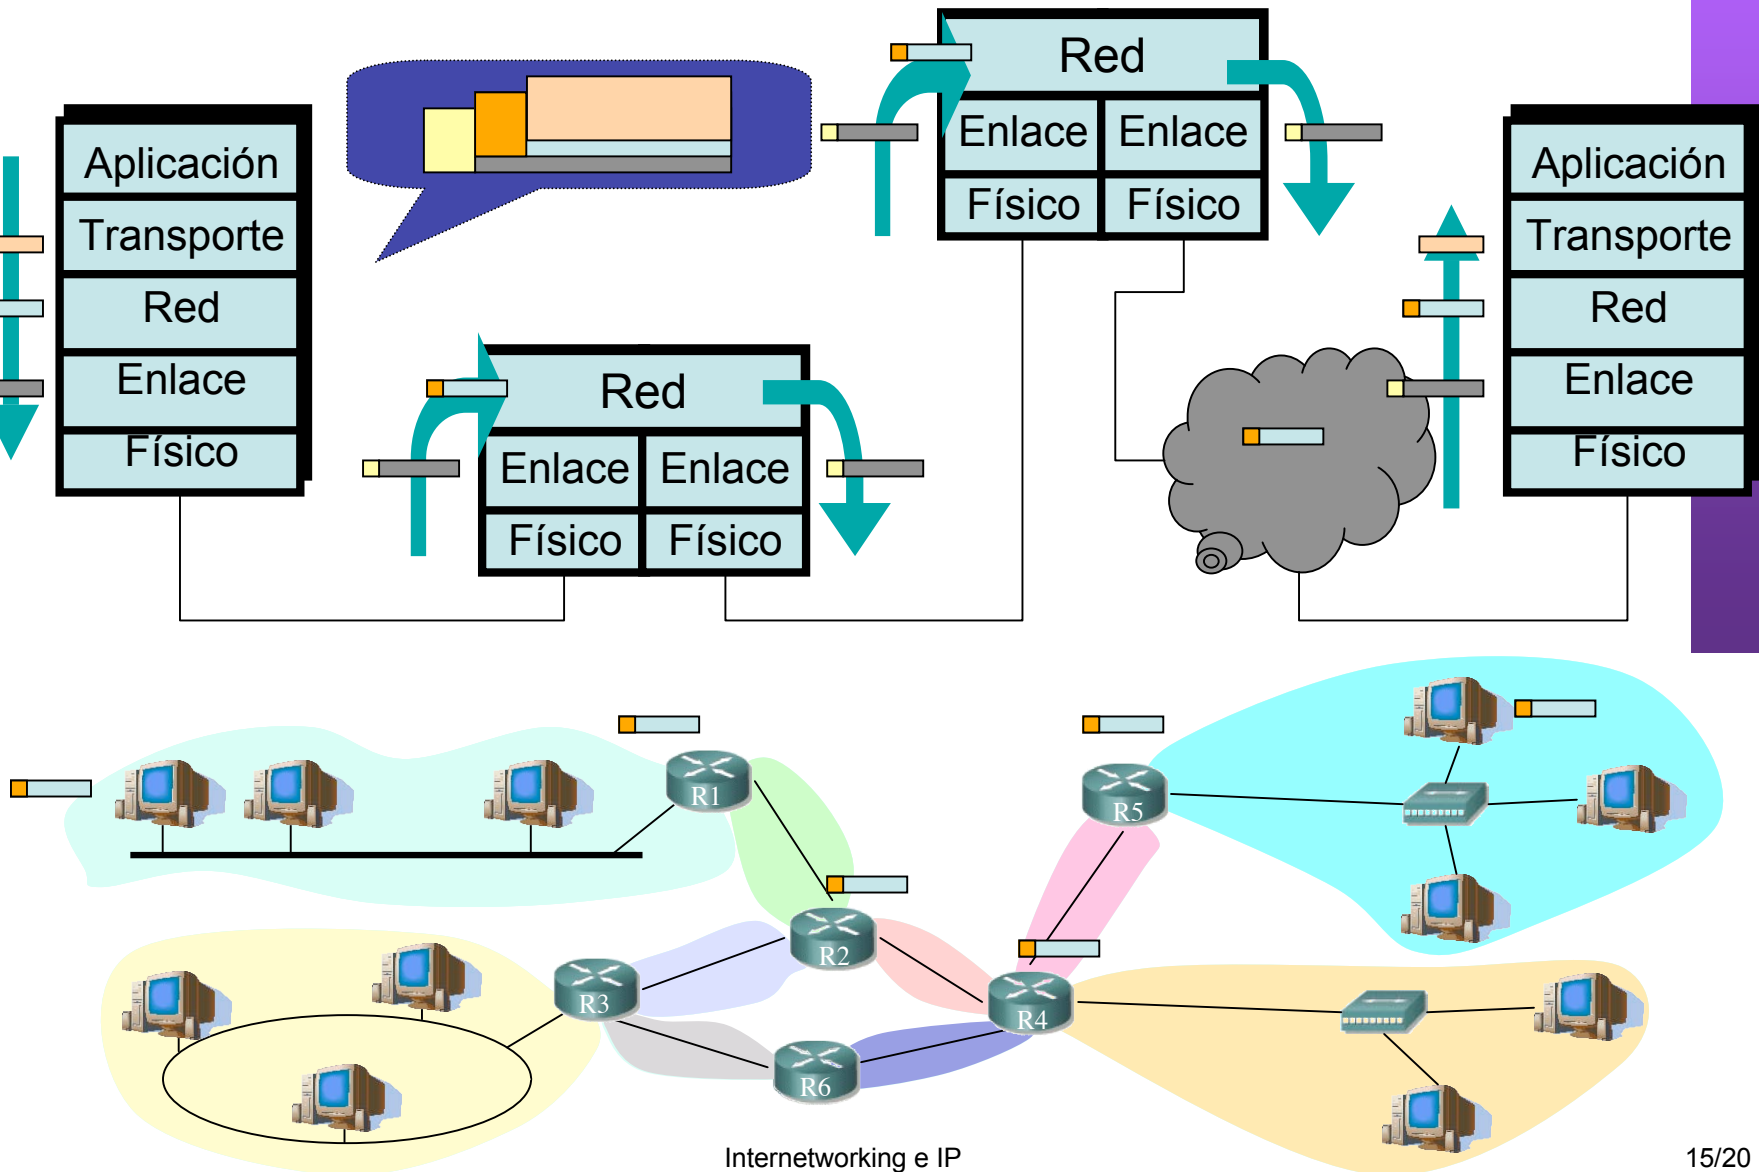 Aplicación
Transporte
Red
Enlace
Físico
Red
Enlace Enlace
Físico Físico
Red
Enlace Enlace
Físico Físico
Aplicación
Transporte
Red
Enlace
Físico
R1
R5
R2
R3
R4
R6
Internetworking e IP
15/20